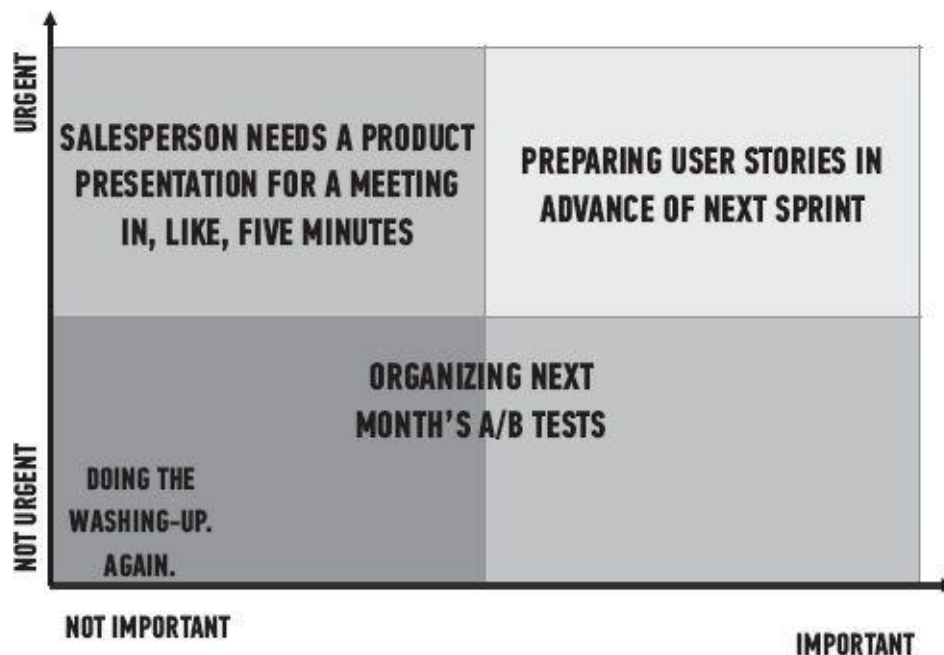 URGENT
SALESPERSON NEEDS A PRODUCT
PRESENTATION FOR A MEETING
IN, LIKE, FIVE MINUTES
PREPARING USER STORIES IN
ADVANCE OF NEXT SPRINT
ORGANIZING NEXT
MONTH'S A/B TESTS
NOT URGENT
DOING THE
WASHING-UP.
AGAIN.
NOT IMPORTANT
IMPORTANT